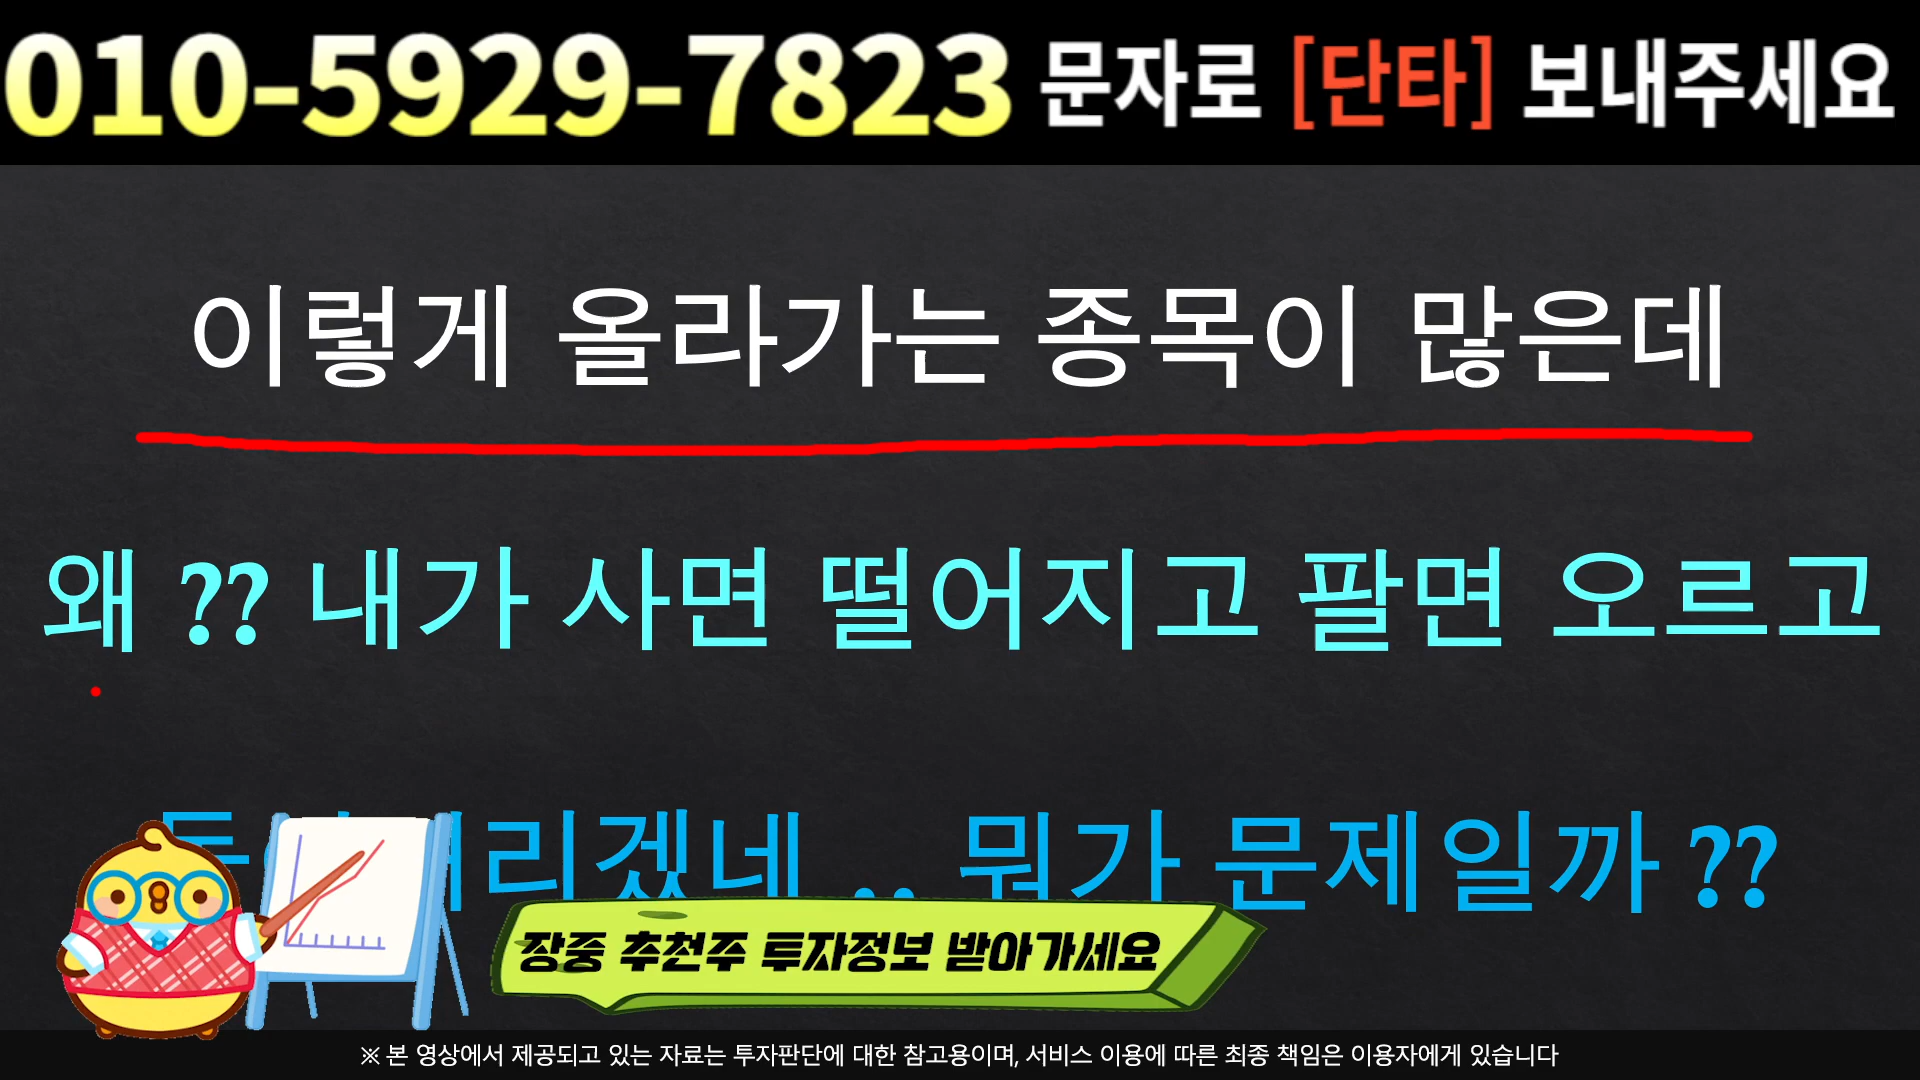 010-5929-7823 문자로 [단타] 보내주세요
이렇게 올라가는 종목이 많은데
왜 ?? 내가 사면 떨어지고 팔면 오르고
뭐가 문제일까 ??
장중 추천주 투자정보 받아가세요
※ 본 영상에서 제공되고 있는 자료는 투자판단에 대한 참고용이며, 서비스 이용에 따른 최종 책임은 이용자에게 있습니다